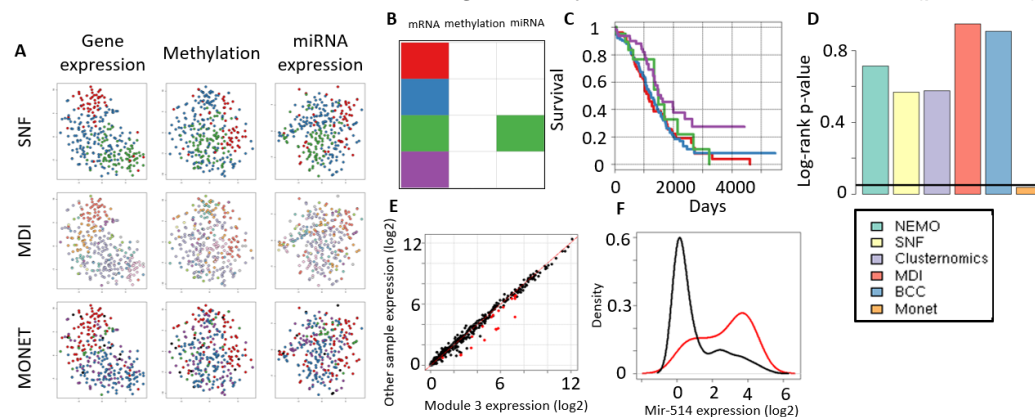 A
Gene
expression
Methylation
miRNA
expression
SNF
MDI
MONET
B
mRNA methylation miRNA
C
Survival
1
0.8
0.6
0.4
0.2
0
0 2000 4000
Days
D
Log-rank p-value
0.8
0.4
0
NEMO
SNF
Clusternomics
MDI
BCC
Monet
E
Other sample expression (log2)
12
6
0
0 3 6 9 12
Module 3 expression (log2)
F
Density
0.6
0.3
0
0 2 4 6
Mir-514 expression (log2)